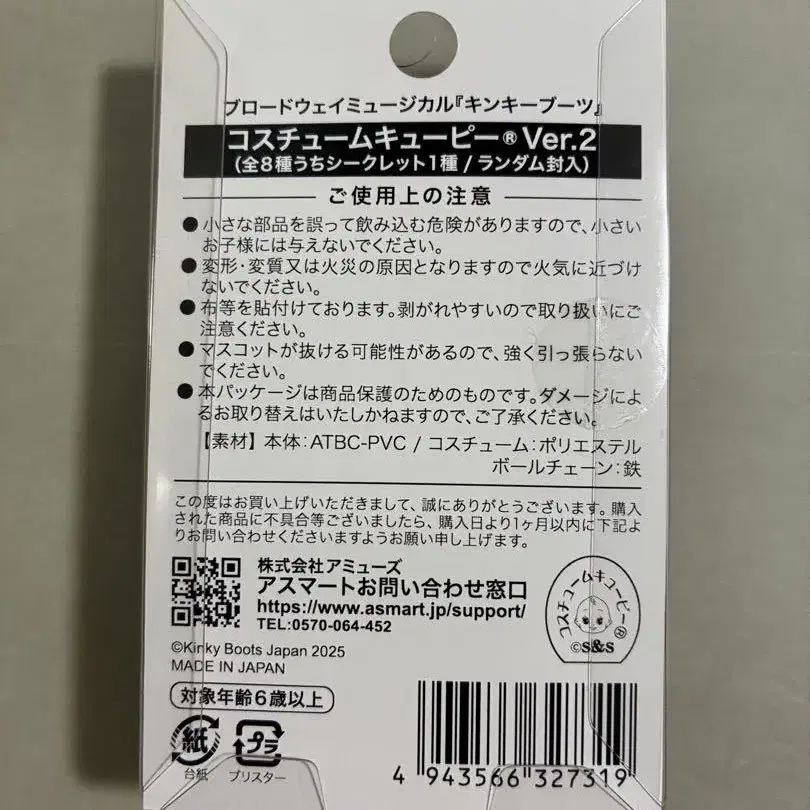 ブロードウェイミュージカル『キンキーブーツ』
コスチュームキューピー® Ver.2
（全8種うちシークレット1種 / ランダム封入）
ご使用上の注意
●小さな部品を誤って飲み込む危険がありますので、小さい
お子様には与えないでください。
●変形・変質又は火災の原因となりますので火気に近づけ
ないでください。
●布等を貼付けております。剥がれやすいので取り扱いにご
注意ください。
●マスコットが抜ける可能性があるので、強く引っ張らない
でください。
●本パッケージは商品保護のためのものです。ダメージによ
るお取り替えはいたしかねますので、ご了承ください。
【素材】本体：ATBC-PVC / コスチューム：ポリエステル
ボールチェーン：鉄
この度はお買い上げいただきまして、誠にありがとうございます。購入
された商品に不具合等ございましたら、購入日より1ヶ月以内に下記よ
りお問い合わせくださいますようお願い申し上げます。
株式会社アミューズ
アスマートお問い合わせ窓口
https://www.asmart.jp/support/
TEL:0570-064-452
コスチュームキューピー®
©S&S
©Kinky Boots Japan 2025
MADE IN JAPAN
対象年齢6歳以上
紙
台紙
プラ
ブリスター
4 943566 327319